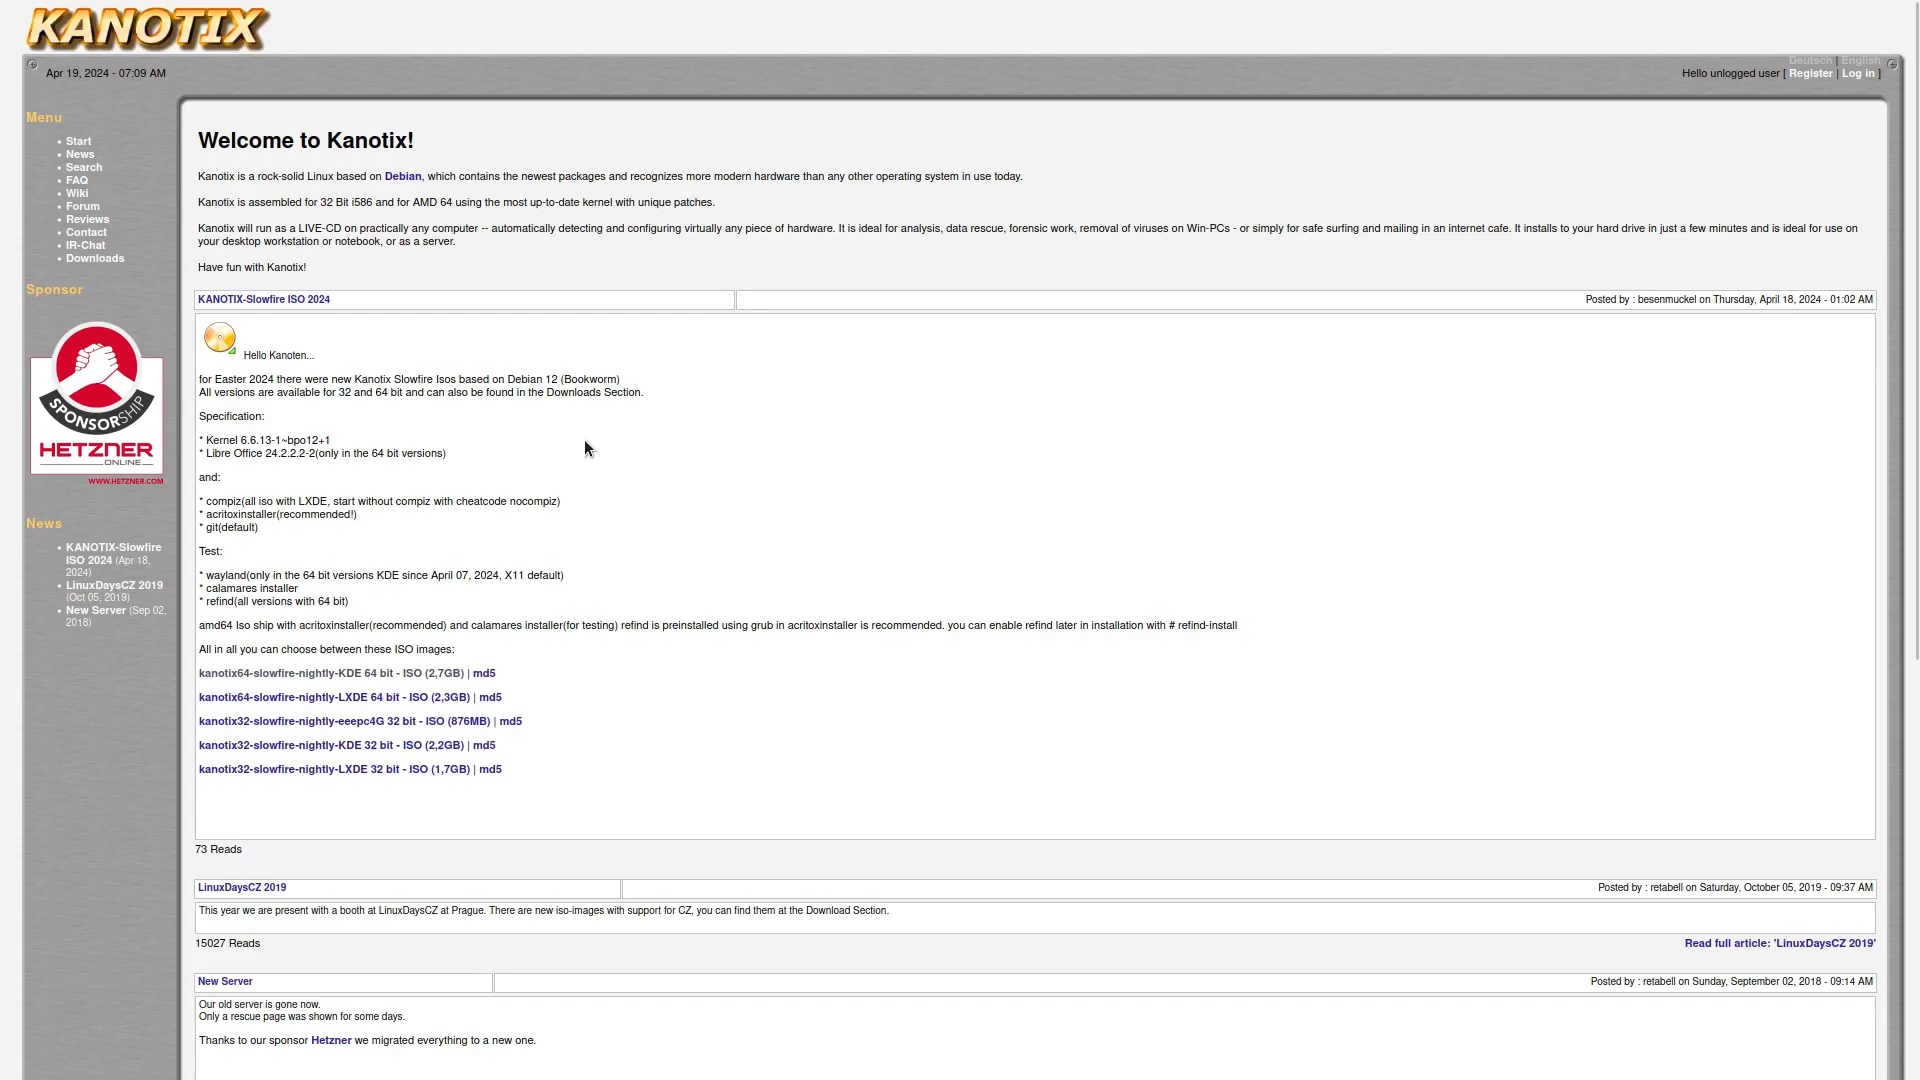 KANOTIX
Deutsch | English
Apr 19, 2024 - 07:09 AM
Hello unlogged user [ Register | Log in ]
Menu
Start
News
Search
FAQ
Wiki
Forum
Reviews
Contact
IR-Chat
Downloads
Sponsor
SPONSORSHIP
HETZNER
ONLINE
WWW.HETZNER.COM
News
KANOTIX-Slowfire
ISO 2024 (Apr 18,
2024)
LinuxDaysCZ 2019
(Oct 05, 2019)
New Server (Sep 02,
2018)
Welcome to Kanotix!
Kanotix is a rock-solid Linux based on Debian, which contains the newest packages and recognizes more modern hardware than any other operating system in use today.
Kanotix is assembled for 32 Bit i586 and for AMD 64 using the most up-to-date kernel with unique patches.
Kanotix will run as a LIVE-CD on practically any computer -- automatically detecting and configuring virtually any piece of hardware. It is ideal for analysis, data rescue, forensic work, removal of viruses on Win-PCs - or simply for safe surfing and mailing in an internet cafe. It installs to your hard drive in just a few minutes and is ideal for use on
your desktop workstation or notebook, or as a server.
Have fun with Kanotix!
KANOTIX-Slowfire ISO 2024
Posted by : besenmuckel on Thursday, April 18, 2024 - 01:02 AM
Hello Kanoten...
for Easter 2024 there were new Kanotix Slowfire Isos based on Debian 12 (Bookworm)
All versions are available for 32 and 64 bit and can also be found in the Downloads Section.
Specification:
* Kernel 6.6.13-1~bpo12+1
* Libre Office 24.2.2.2-2(only in the 64 bit versions)
and:
* compiz(all iso with LXDE, start without compiz with cheatcode nocompiz)
* acritoxinstaller(recommended!)
* git(default)
Test:
* wayland(only in the 64 bit versions KDE since April 07, 2024, X11 default)
* calamares installer
* refind(all versions with 64 bit)
amd64 Iso ship with acritoxinstaller(recommended) and calamares installer(for testing) refind is preinstalled using grub in acritoxinstaller is recommended. you can enable refind later in installation with # refind-install
All in all you can choose between these ISO images:
kanotix64-slowfire-nightly-KDE 64 bit - ISO (2,7GB) | md5
kanotix64-slowfire-nightly-LXDE 64 bit - ISO (2,3GB) | md5
kanotix32-slowfire-nightly-eeepc4G 32 bit - ISO (876MB) | md5
kanotix32-slowfire-nightly-KDE 32 bit - ISO (2,2GB) | md5
kanotix32-slowfire-nightly-LXDE 32 bit - ISO (1,7GB) | md5
73 Reads
LinuxDaysCZ 2019
Posted by : retabell on Saturday, October 05, 2019 - 09:37 AM
This year we are present with a booth at LinuxDaysCZ at Prague. There are new iso-images with support for CZ, you can find them at the Download Section.
15027 Reads
Read full article: 'LinuxDaysCZ 2019'
New Server
Posted by : retabell on Sunday, September 02, 2018 - 09:14 AM
Our old server is gone now.
Only a rescue page was shown for some days.
Thanks to our sponsor Hetzner we migrated everything to a new one.